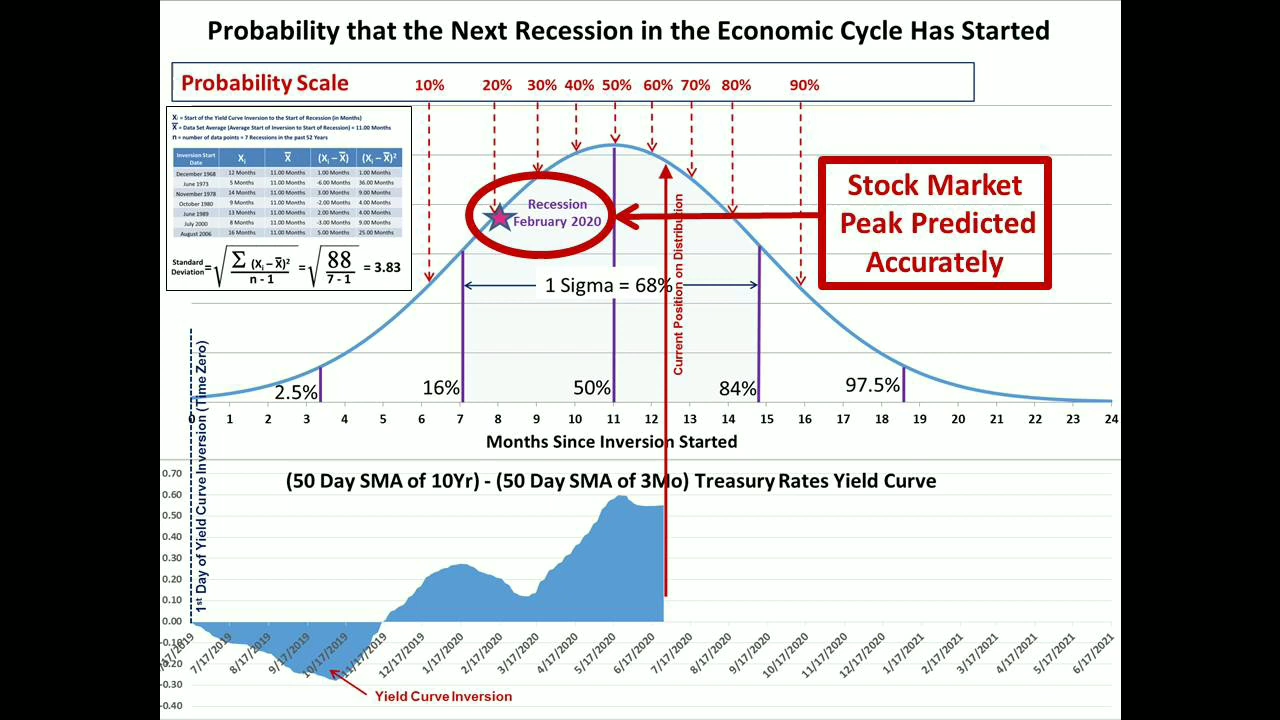 Probability that the Next Recession in the Economic Cycle Has Started
Probability Scale 10% 20% 30% 40% 50% 60% 70% 80% 90%
Xᵢ = Start of the Yield Curve Inversion to the Start of Recession (in Months)
X̅ = Data Set Average (Average Start of Inversion to Start of Recession) = 11.00 Months
n = number of data points = 7 Recessions in the past 52 Years
Inversion Start Date Xᵢ X̅ (Xᵢ – X̅) (Xᵢ – X̅)²
December 1968 12 Months 11.00 Months 1.00 Months 1.00 Months
June 1973 5 Months 11.00 Months -6.00 Months 36.00 Months
November 1978 14 Months 11.00 Months 3.00 Months 9.00 Months
October 1980 9 Months 11.00 Months -2.00 Months 4.00 Months
June 1989 13 Months 11.00 Months 2.00 Months 4.00 Months
July 2000 8 Months 11.00 Months -3.00 Months 9.00 Months
August 2006 16 Months 11.00 Months 5.00 Months 25.00 Months
Standard Deviation = √ Σ (Xᵢ – X̅)² / n - 1 = √ 88 / 7 - 1 = 3.83
Recession
February 2020
Stock Market
Peak Predicted
Accurately
1 Sigma = 68%
Current Position on Distribution
2.5% 16% 50% 84% 97.5%
0 1 2 3 4 5 6 7 8 9 10 11 12 13 14 15 16 17 18 19 20 21 22 23 24
Months Since Inversion Started
1st Day of Yield Curve Inversion (Time Zero)
(50 Day SMA of 10Yr) - (50 Day SMA of 3Mo) Treasury Rates Yield Curve
0.70
0.60
0.50
0.40
0.30
0.20
0.10
0.00
-0.10
-0.20
-0.30
-0.40
7/17/2019 8/17/2019 9/17/2019 10/17/2019 11/17/2019 12/17/2019 1/17/2020 2/17/2020 3/17/2020 4/17/2020 5/17/2020 6/17/2020 7/17/2020 8/17/2020 9/17/2020 10/17/2020 11/17/2020 12/17/2020 1/17/2021 2/17/2021 3/17/2021 4/17/2021 5/17/2021 6/17/2021
Yield Curve Inversion